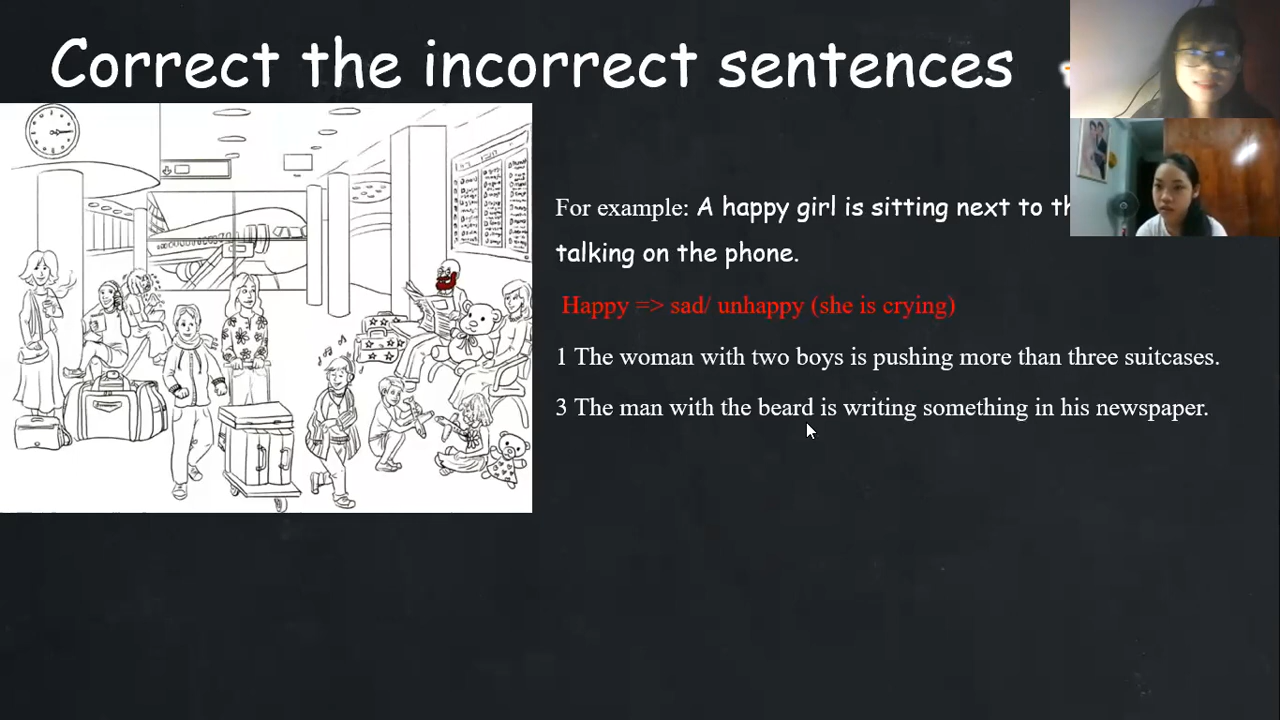 Correct the incorrect sentences
For example: A happy girl is sitting next to
talking on the phone.
Happy => sad/ unhappy (she is crying)
1 The woman with two boys is pushing more than three suitcases.
3 The man with the beard is writing something in his newspaper.